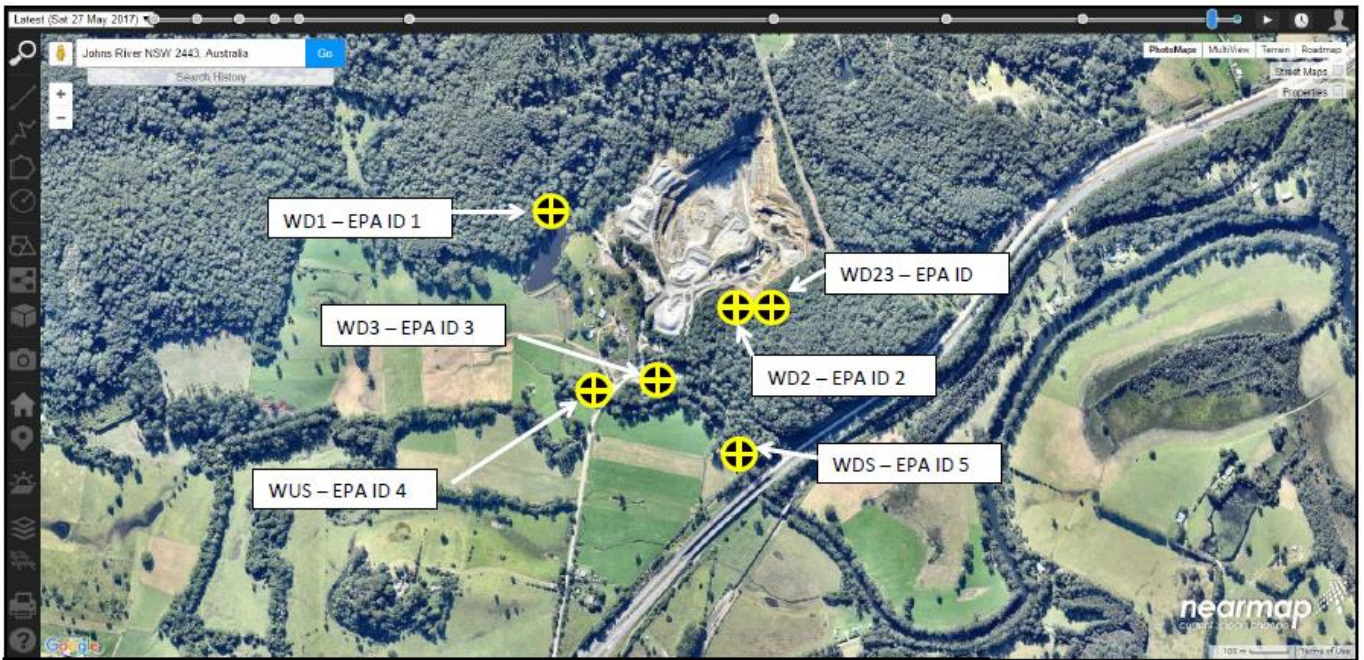 Latest (Sat 27 May 2017)
Johns River NSW 2443, Australia
Go
Search History
+
−
PhotoMaps MultiView Terrain Roadmap
Street Maps
Properties
WD1 – EPA ID 1
WD23 – EPA ID
WD3 – EPA ID 3
WD2 – EPA ID 2
WUS – EPA ID 4
WDS – EPA ID 5
nearmap
Google
100 m
Terms of Use
?